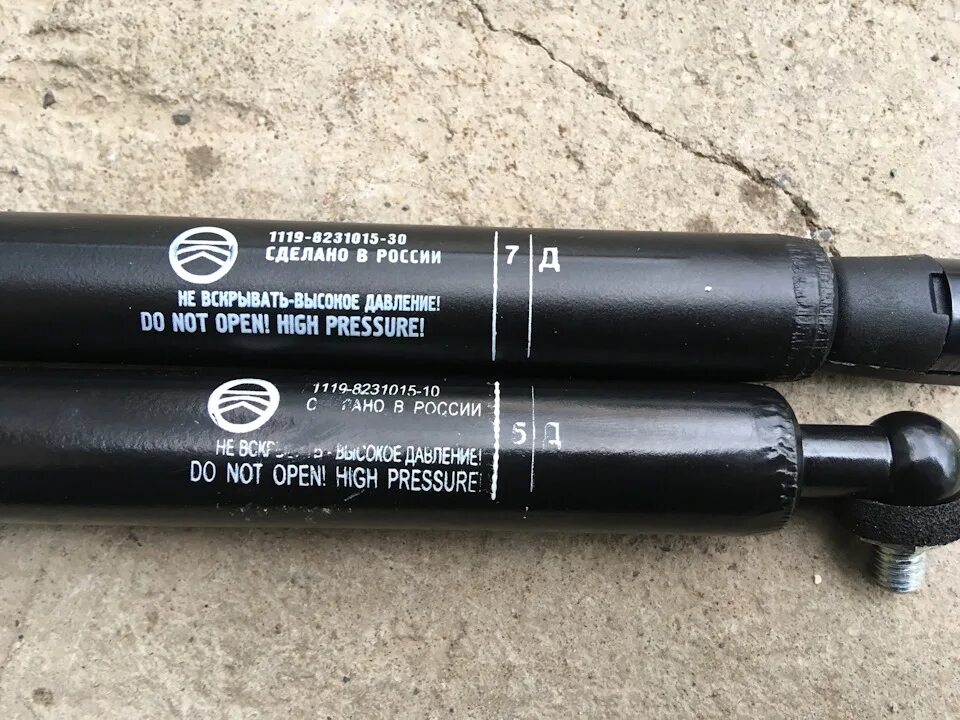 1119-8231015-30
СДЕЛАНО В РОССИИ
НЕ ВСКРЫВАТЬ-ВЫСОКОЕ ДАВЛЕНИЕ!
DO NOT OPEN! HIGH PRESSURE!
7 Д
1119-8231015-10
В РОССИИ
НЕ ВЫСОКОЕ ДАВЛЕНИЕ!
DO NOT OPEN! HIGH PRESSURE!
5 Д